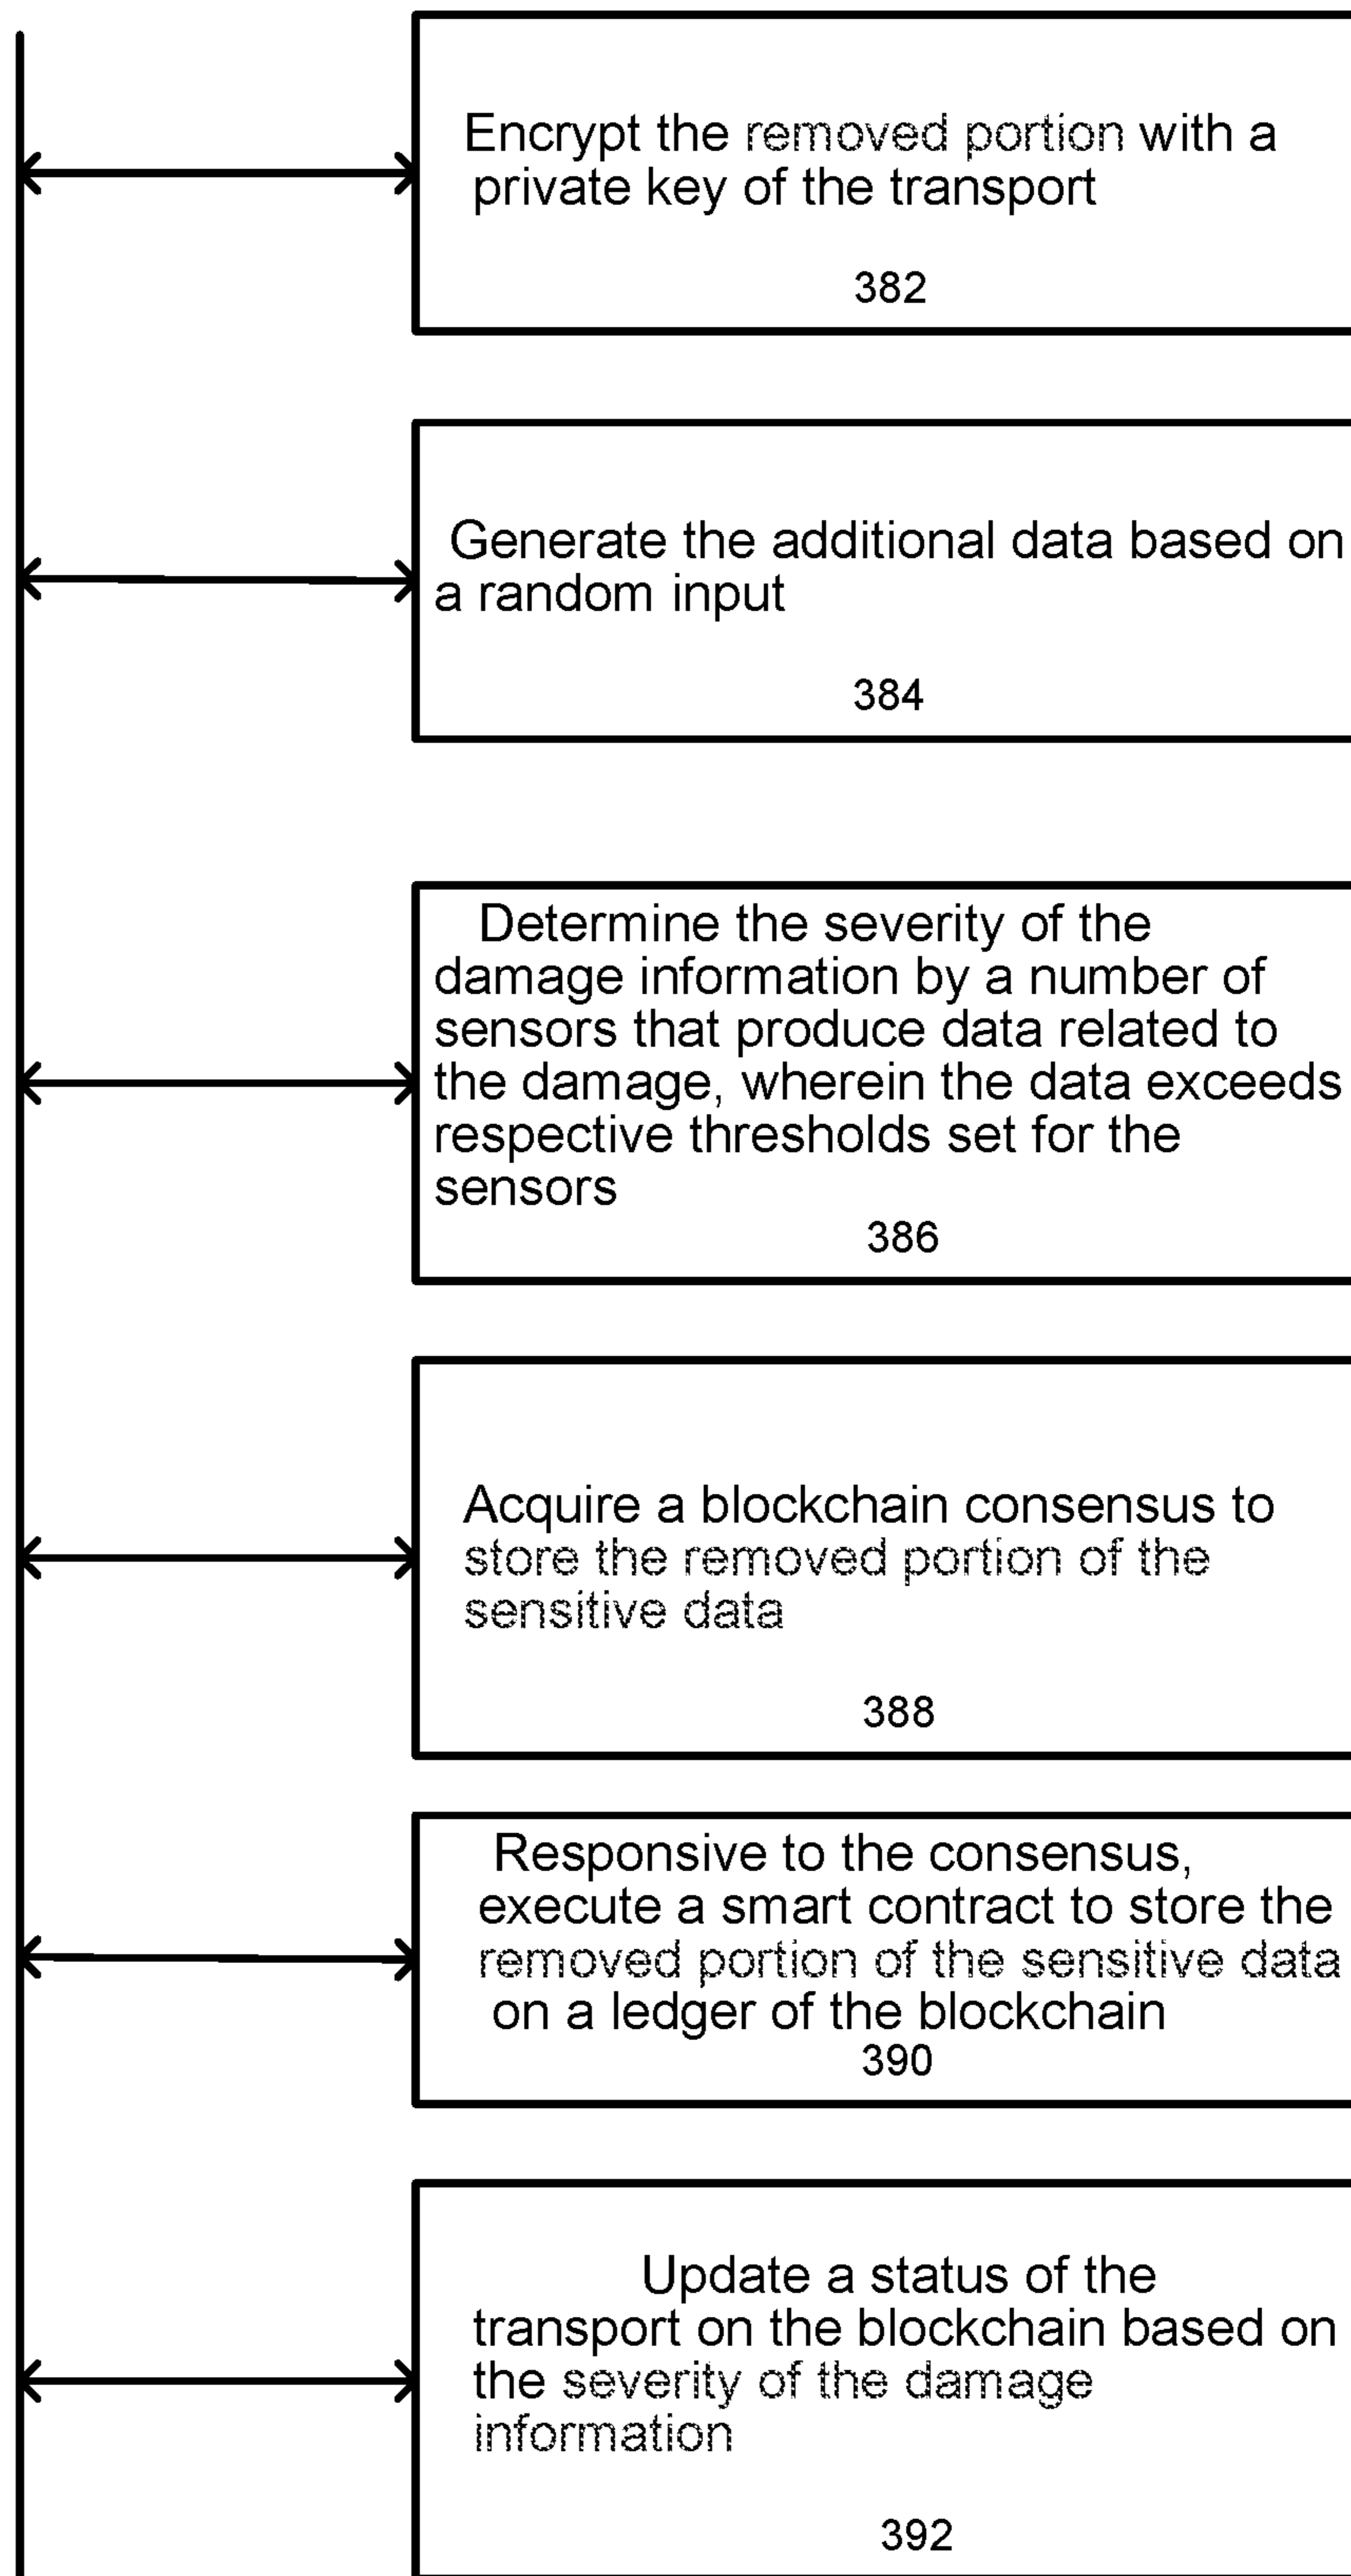 Encrypt the removed portion with a
private key of the transport
382
Generate the additional data based on
a random input
384
Determine the severity of the
damage information by a number of
sensors that produce data related to
the damage, wherein the data exceeds
respective thresholds set for the
sensors
386
Acquire a blockchain consensus to
store the removed portion of the
sensitive data
388
Responsive to the consensus,
execute a smart contract to store the
removed portion of the sensitive data
on a ledger of the blockchain
390
Update a status of the
transport on the blockchain based on
the severity of the damage
information
392